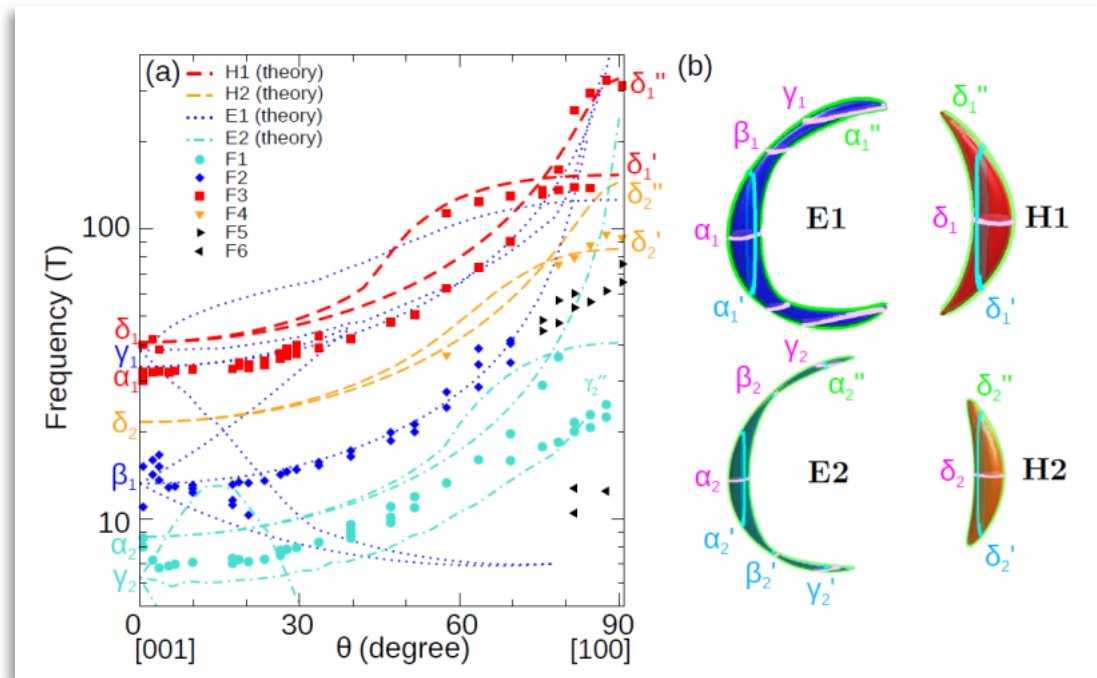 (a)
H1 (theory)
H2 (theory)
E1 (theory)
E2 (theory)
F1
F2
F3
F4
F5
F6
Frequency (T)
100
10
δ₁
γ₁
α₁
δ₂
β₁
α₂
γ₂
δ₁''
δ₁'
δ₂''
δ₂'
γ₂''
0 30 60 90
[001] θ (degree) [100]
(b)
γ₁
β₁
α₁''
α₁
E1
α₁'
δ₁''
δ₁
H1
δ₁'
γ₂
β₂
α₂''
α₂
E2
α₂'
β₂'
γ₂'
δ₂''
δ₂
H2
δ₂'